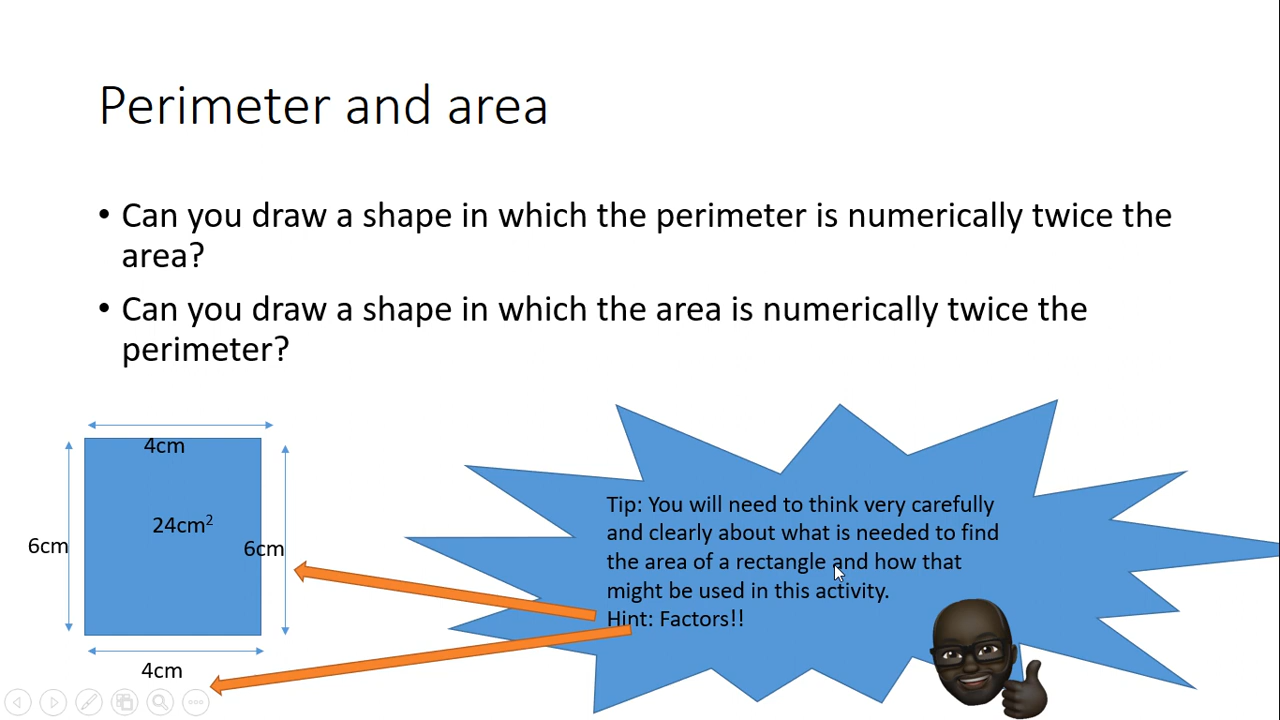 Perimeter and area
• Can you draw a shape in which the perimeter is numerically twice the
area?
• Can you draw a shape in which the area is numerically twice the
perimeter?
4cm
24cm²
6cm
6cm
4cm
Tip: You will need to think very carefully
and clearly about what is needed to find
the area of a rectangle and how that
might be used in this activity.
Hint: Factors!!